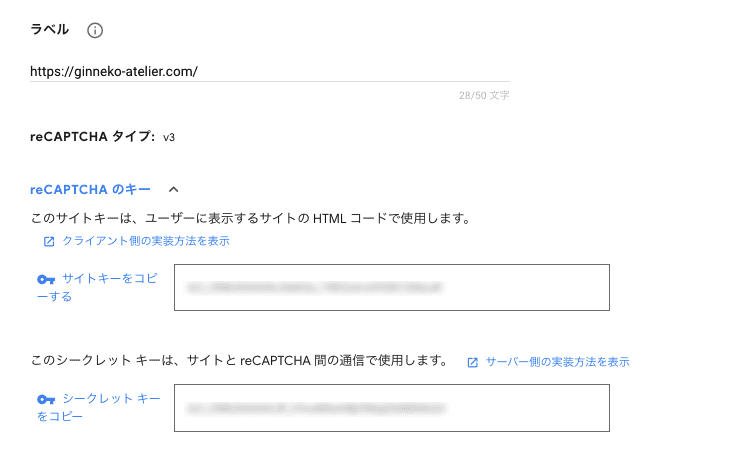 ラベル
https://ginneko-atelier.com/
28/50 文字
reCAPTCHA タイプ: v3
reCAPTCHA のキー
このサイトキーは、ユーザーに表示するサイトの HTML コードで使用します。
クライアント側の実装方法を表示
サイトキーをコピ
ーする
このシークレット キーは、サイトと reCAPTCHA 間の通信で使用します。 サーバー側の実装方法を表示
シークレット キー
をコピー